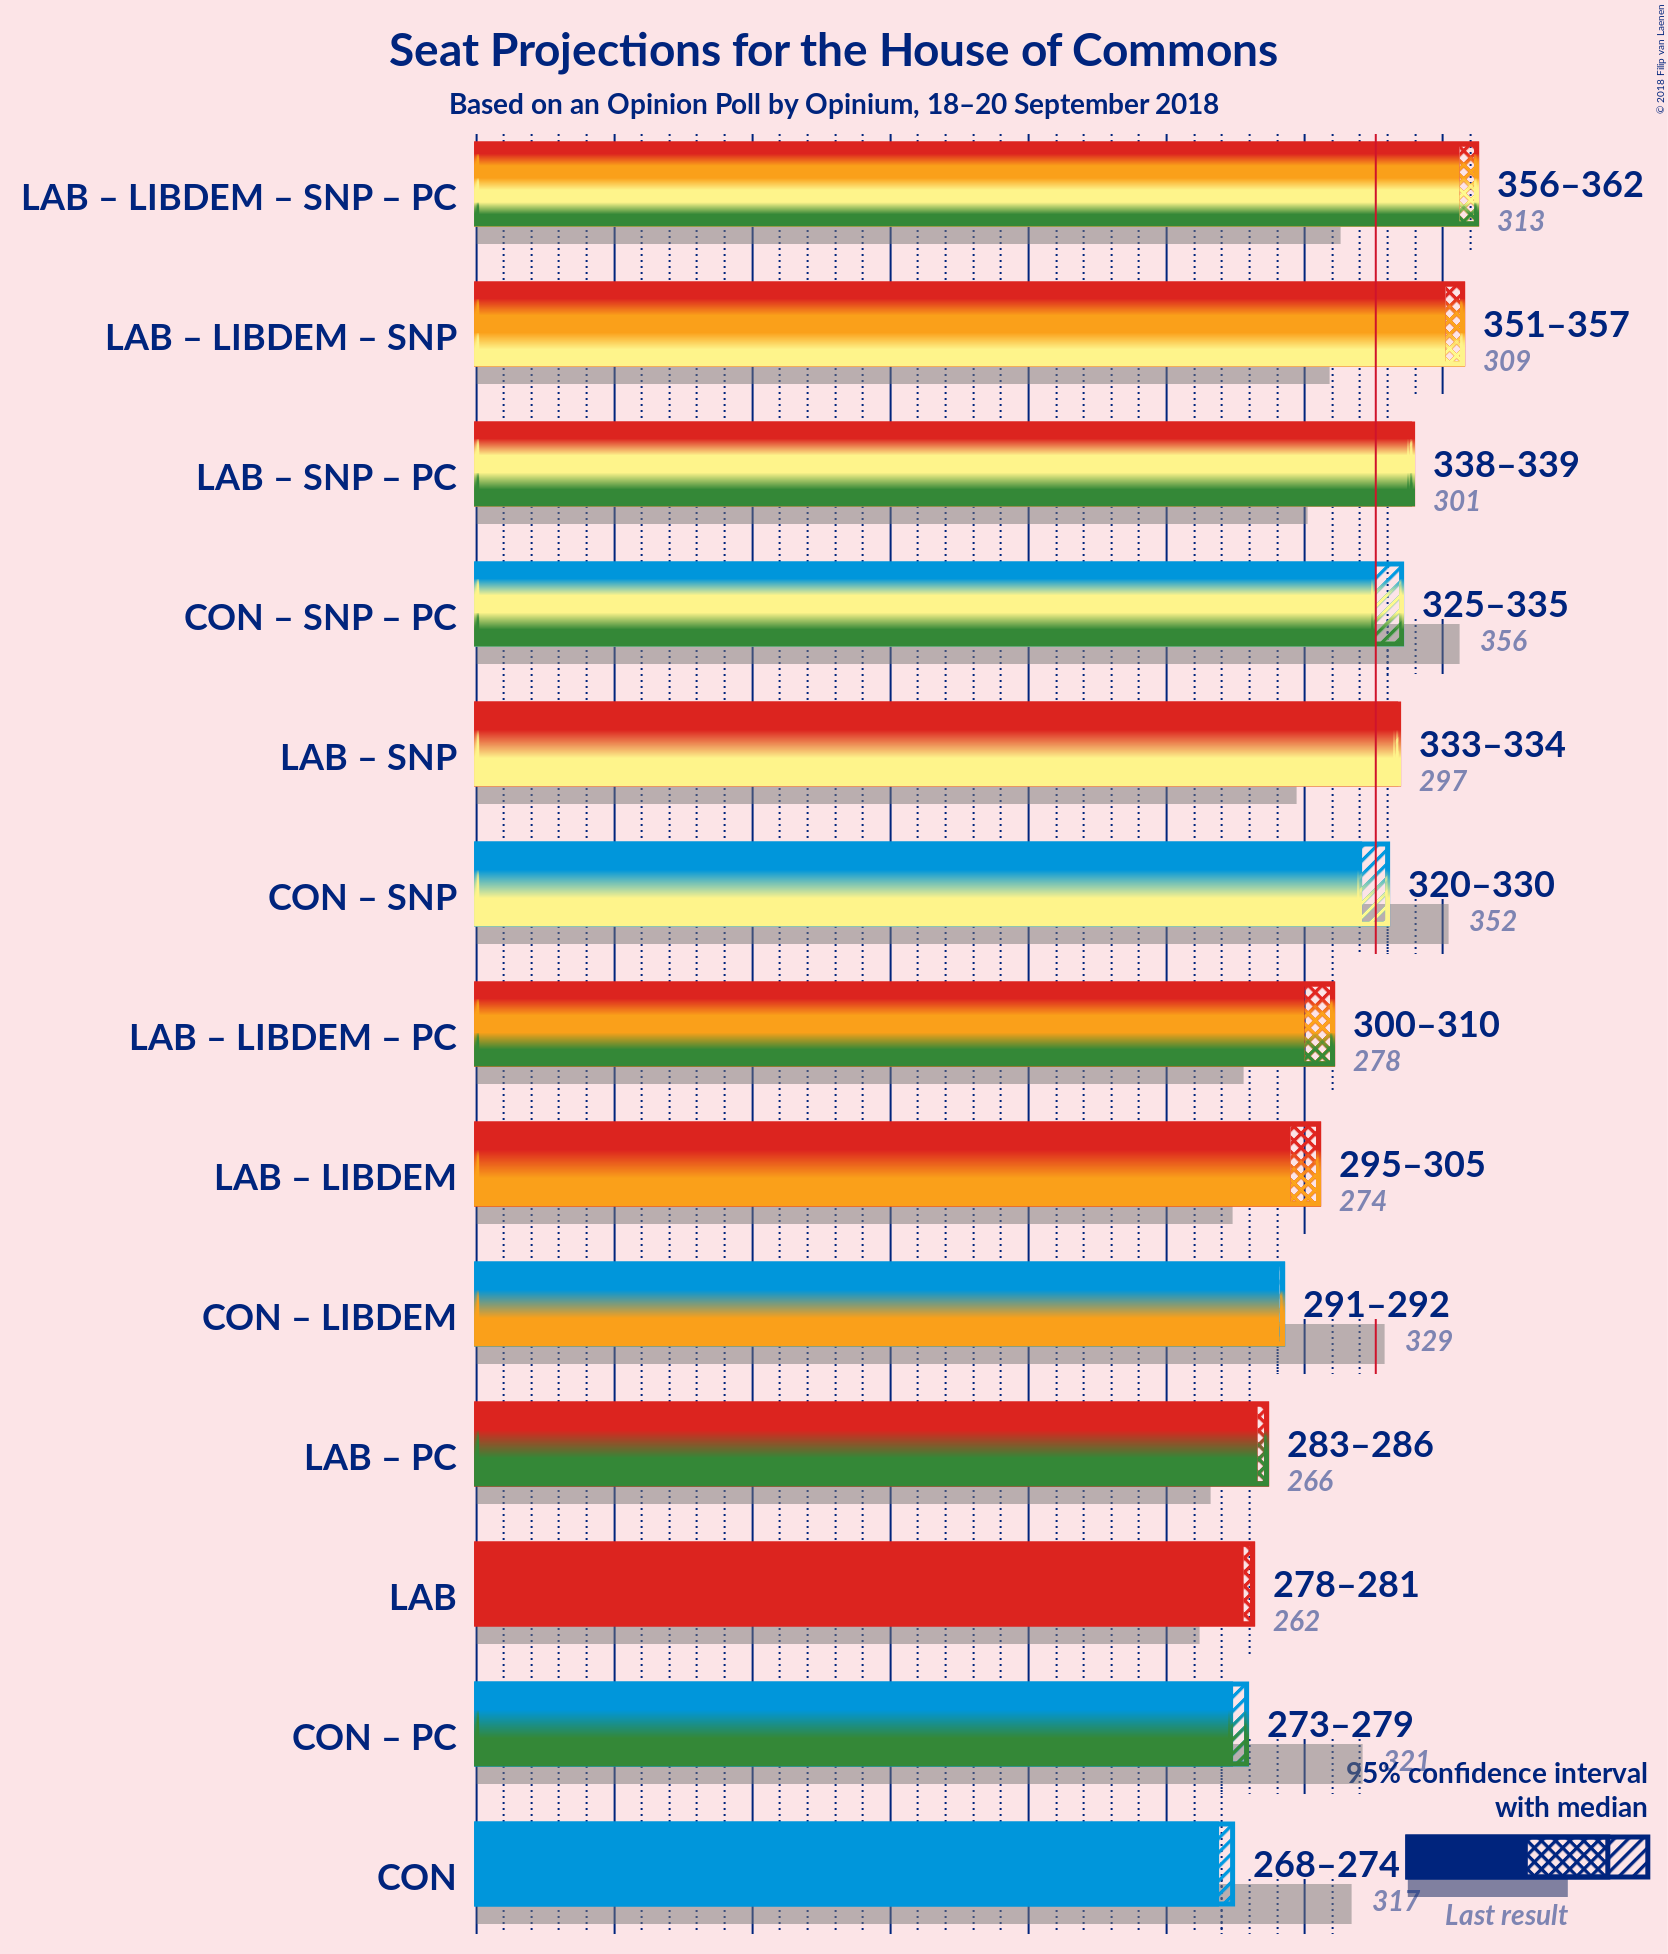 © 2018 Filip van Laenen
Seat Projections for the House of Commons
Based on an Opinion Poll by Opinium, 18–20 September 2018
LAB – LIBDEM – SNP – PC
356–362
313
LAB – LIBDEM – SNP
351–357
309
LAB – SNP – PC
338–339
301
CON – SNP – PC
325–335
356
LAB – SNP
333–334
297
CON – SNP
320–330
352
LAB – LIBDEM – PC
300–310
278
LAB – LIBDEM
295–305
274
CON – LIBDEM
291–292
329
LAB – PC
283–286
266
LAB
278–281
262
CON – PC
273–279
321
CON
268–274
317
95% confidence interval
with median
Last result